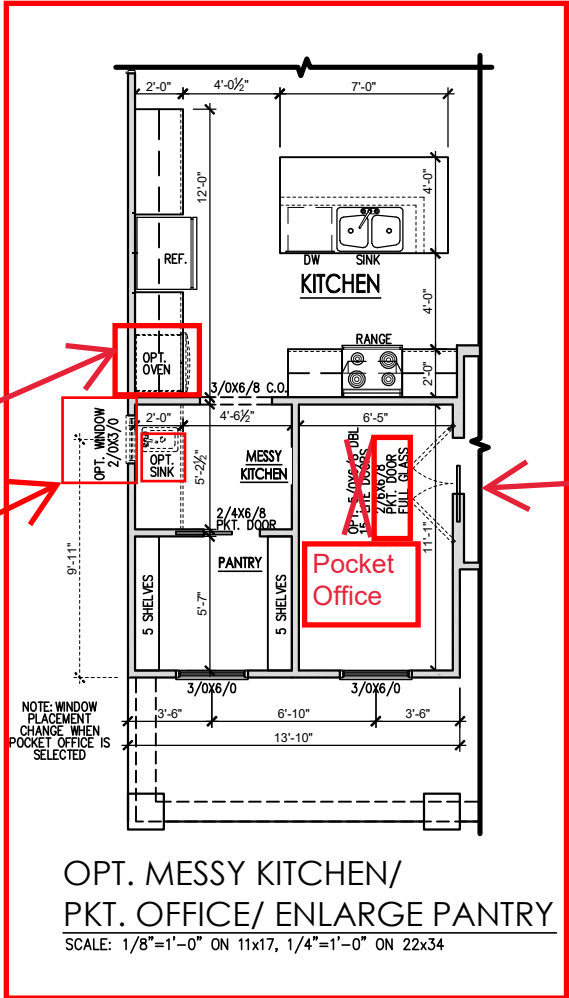 2'-0"
4'-0½"
7'-0"
12'-0"
4'-0"
REF.
DW
SINK
KITCHEN
4'-0"
RANGE
OPT.
OVEN
2'-0"
3/0X6/8 C.O.
2'-0"
4'-6½"
6'-5"
OPT. WINDOW
2/0X3/0
OPT.
SINK
5'-2½"
MESSY
KITCHEN
2/6X6/8
PKT. DOOR
FULL GLASS
2/4X6/8
PKT. DOOR
11'-1"
9'-11"
PANTRY
Pocket
Office
5 SHELVES
5'-7"
5 SHELVES
3/0X6/0
3/0X6/0
NOTE: WINDOW
PLACEMENT
CHANGE WHEN
POCKET OFFICE IS
SELECTED
3'-6"
6'-10"
3'-6"
13'-10"
OPT. MESSY KITCHEN/
PKT. OFFICE/ ENLARGE PANTRY
SCALE: 1/8"=1'-0" ON 11x17, 1/4"=1'-0" ON 22x34